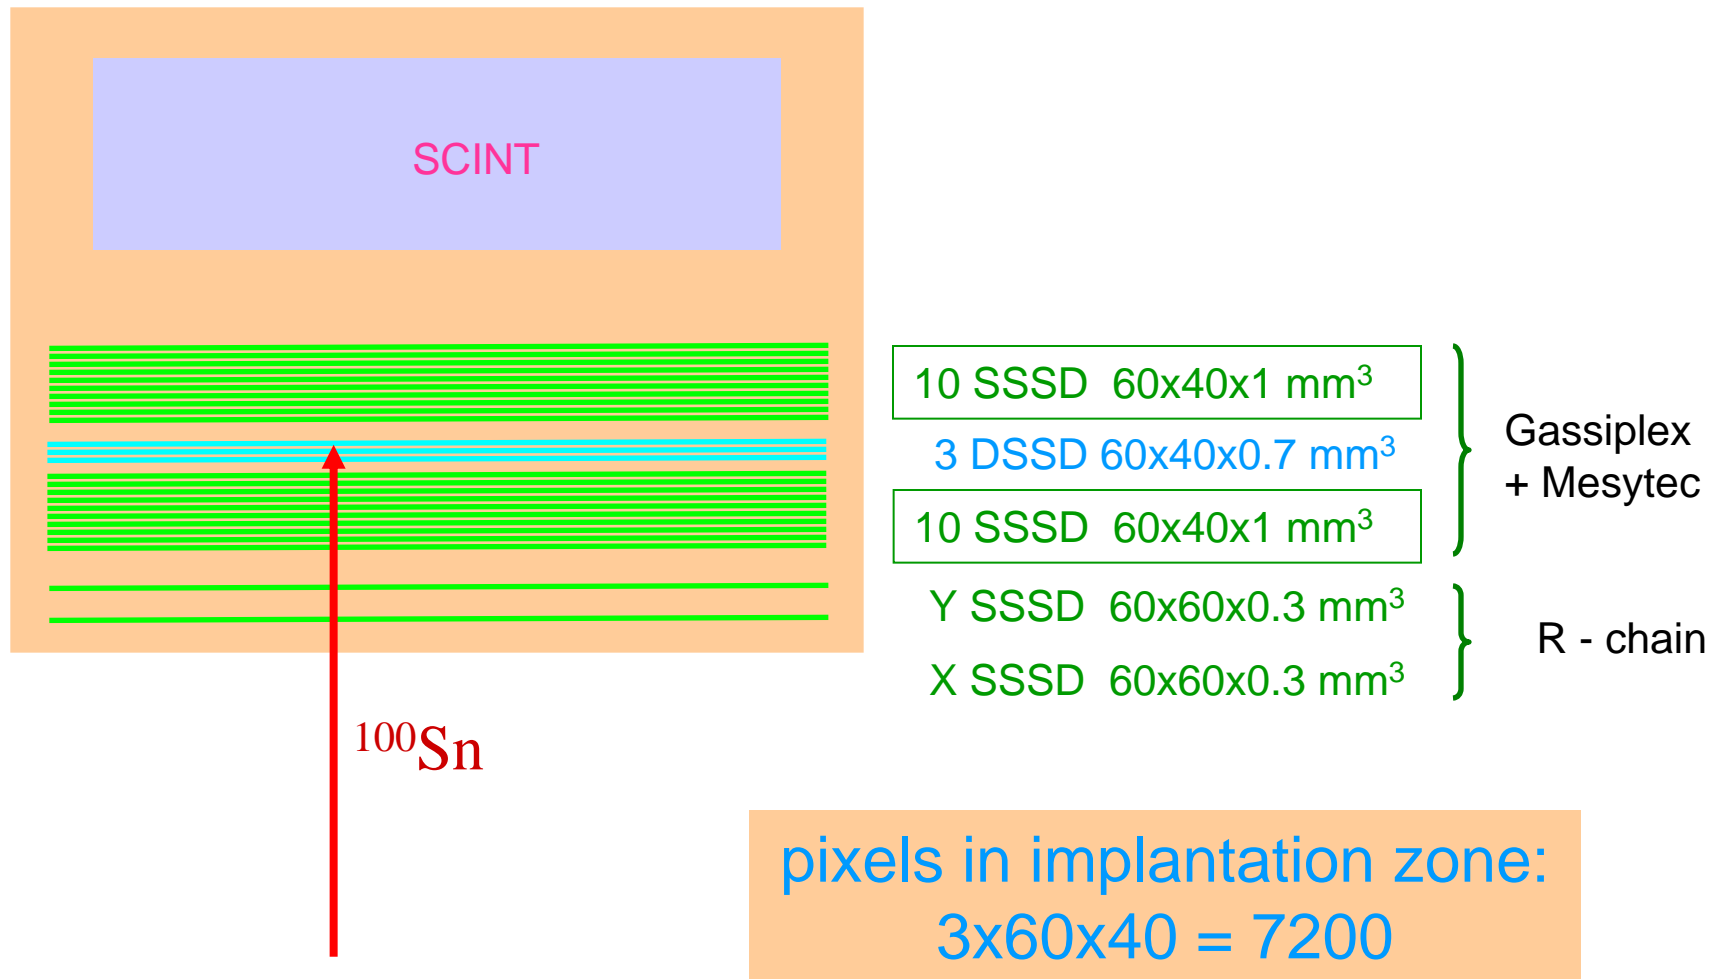 SCINT
10 SSSD 60x40x1 mm³
3 DSSD 60x40x0.7 mm³
10 SSSD 60x40x1 mm³
Y SSSD 60x60x0.3 mm³
X SSSD 60x60x0.3 mm³
Gassiplex
+ Mesytec
R - chain
¹⁰⁰Sn
pixels in implantation zone:
3x60x40 = 7200